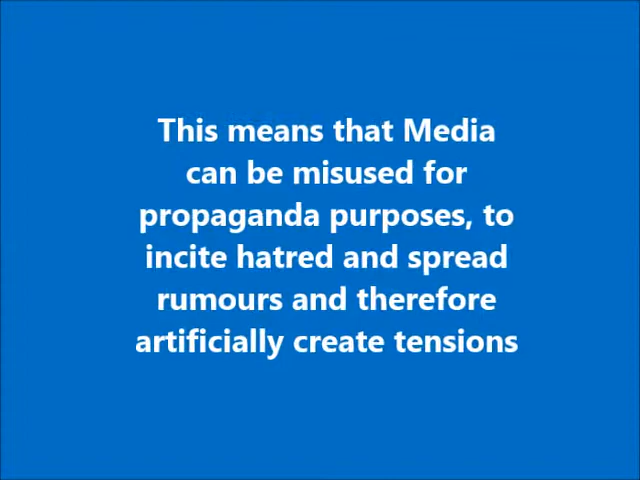 This means that Media
can be misused for
propaganda purposes, to
incite hatred and spread
rumours and therefore
artificially create tensions